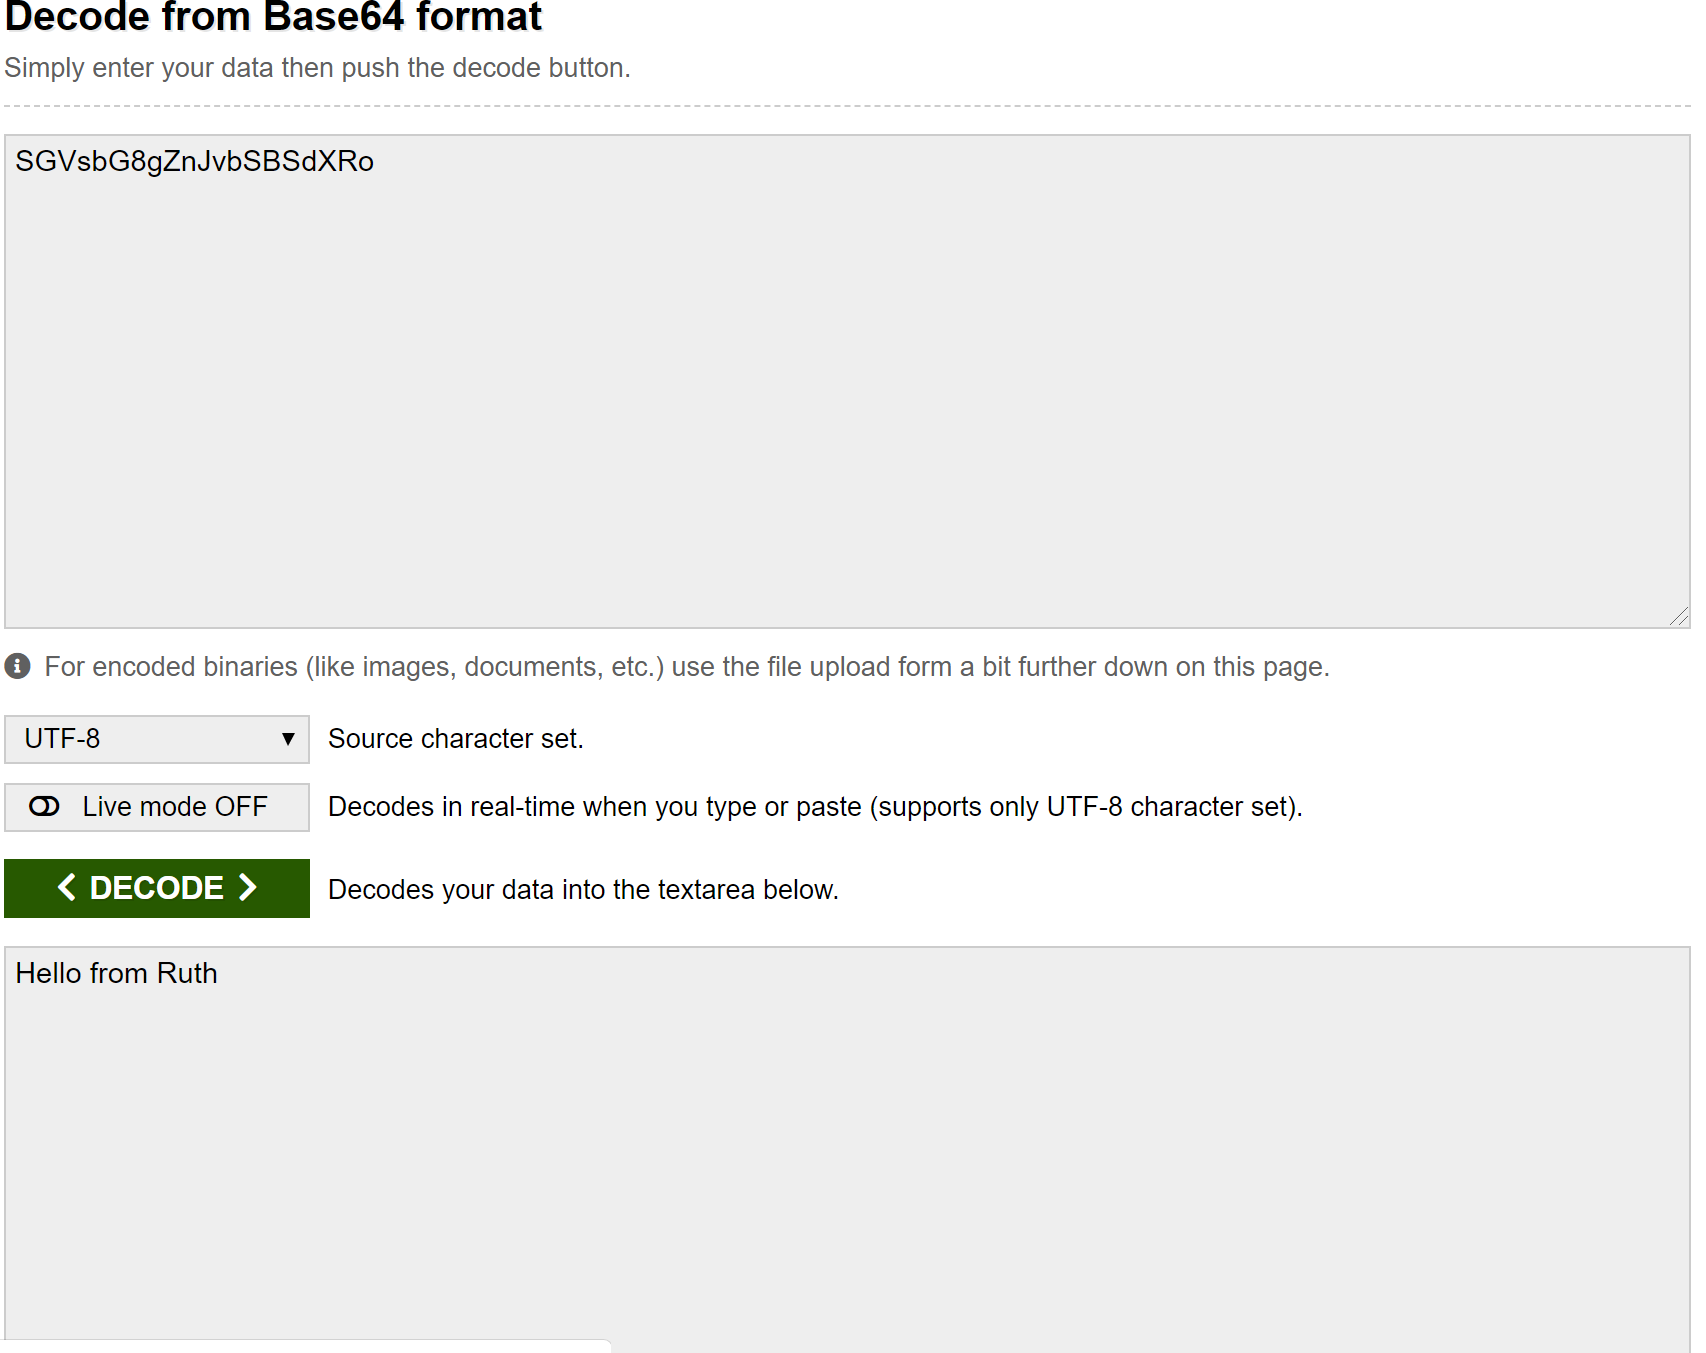 Decode from Base64 format
Simply enter your data then push the decode button.
SGVsbG8gZnJvbSBSdXRo
For encoded binaries (like images, documents, etc.) use the file upload form a bit further down on this page.
UTF-8 Source character set.
Live mode OFF Decodes in real-time when you type or paste (supports only UTF-8 character set).
DECODE Decodes your data into the textarea below.
Hello from Ruth